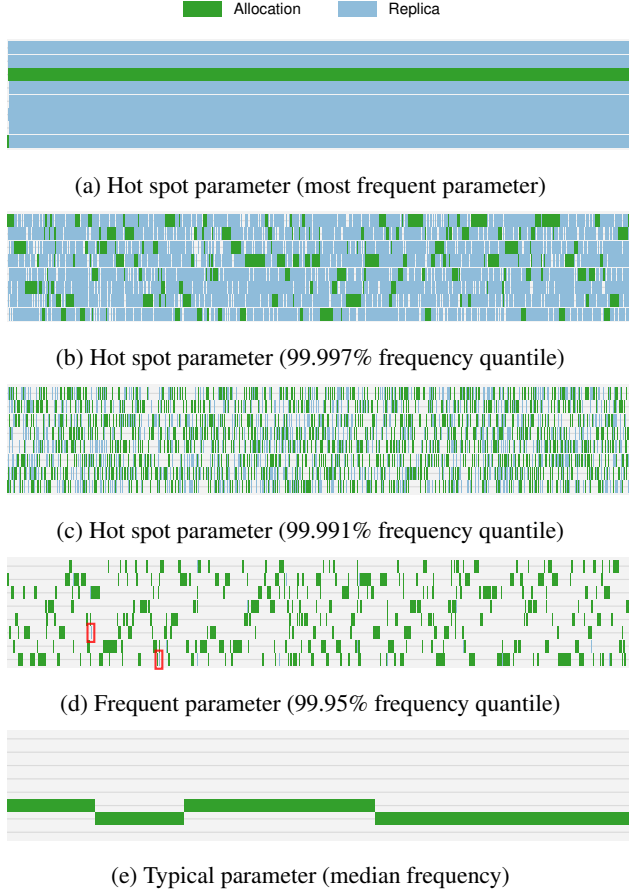 Allocation Replica
(a) Hot spot parameter (most frequent parameter)
(b) Hot spot parameter (99.997% frequency quantile)
(c) Hot spot parameter (99.991% frequency quantile)
(d) Frequent parameter (99.95% frequency quantile)
(e) Typical parameter (median frequency)